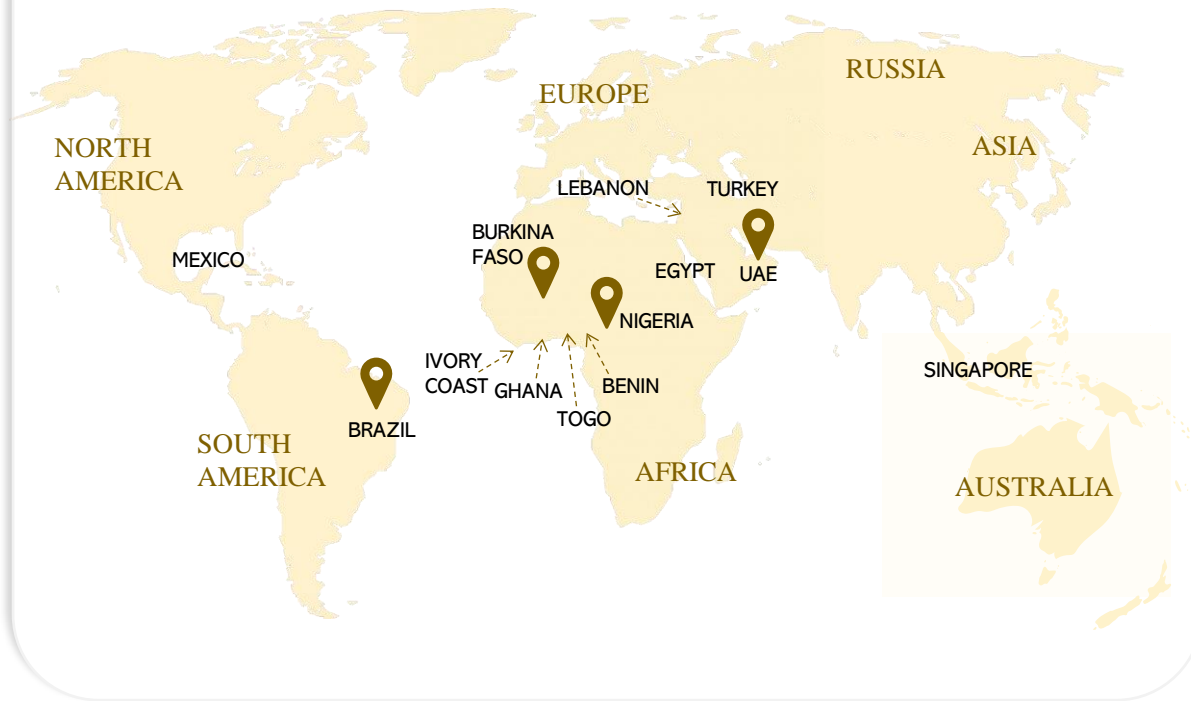 RUSSIA
EUROPE
NORTH
AMERICA
ASIA
LEBANON
TURKEY
BURKINA
FASO
MEXICO
EGYPT
UAE
NIGERIA
IVORY
COAST
GHANA
BENIN
TOGO
SINGAPORE
BRAZIL
SOUTH
AMERICA
AFRICA
AUSTRALIA